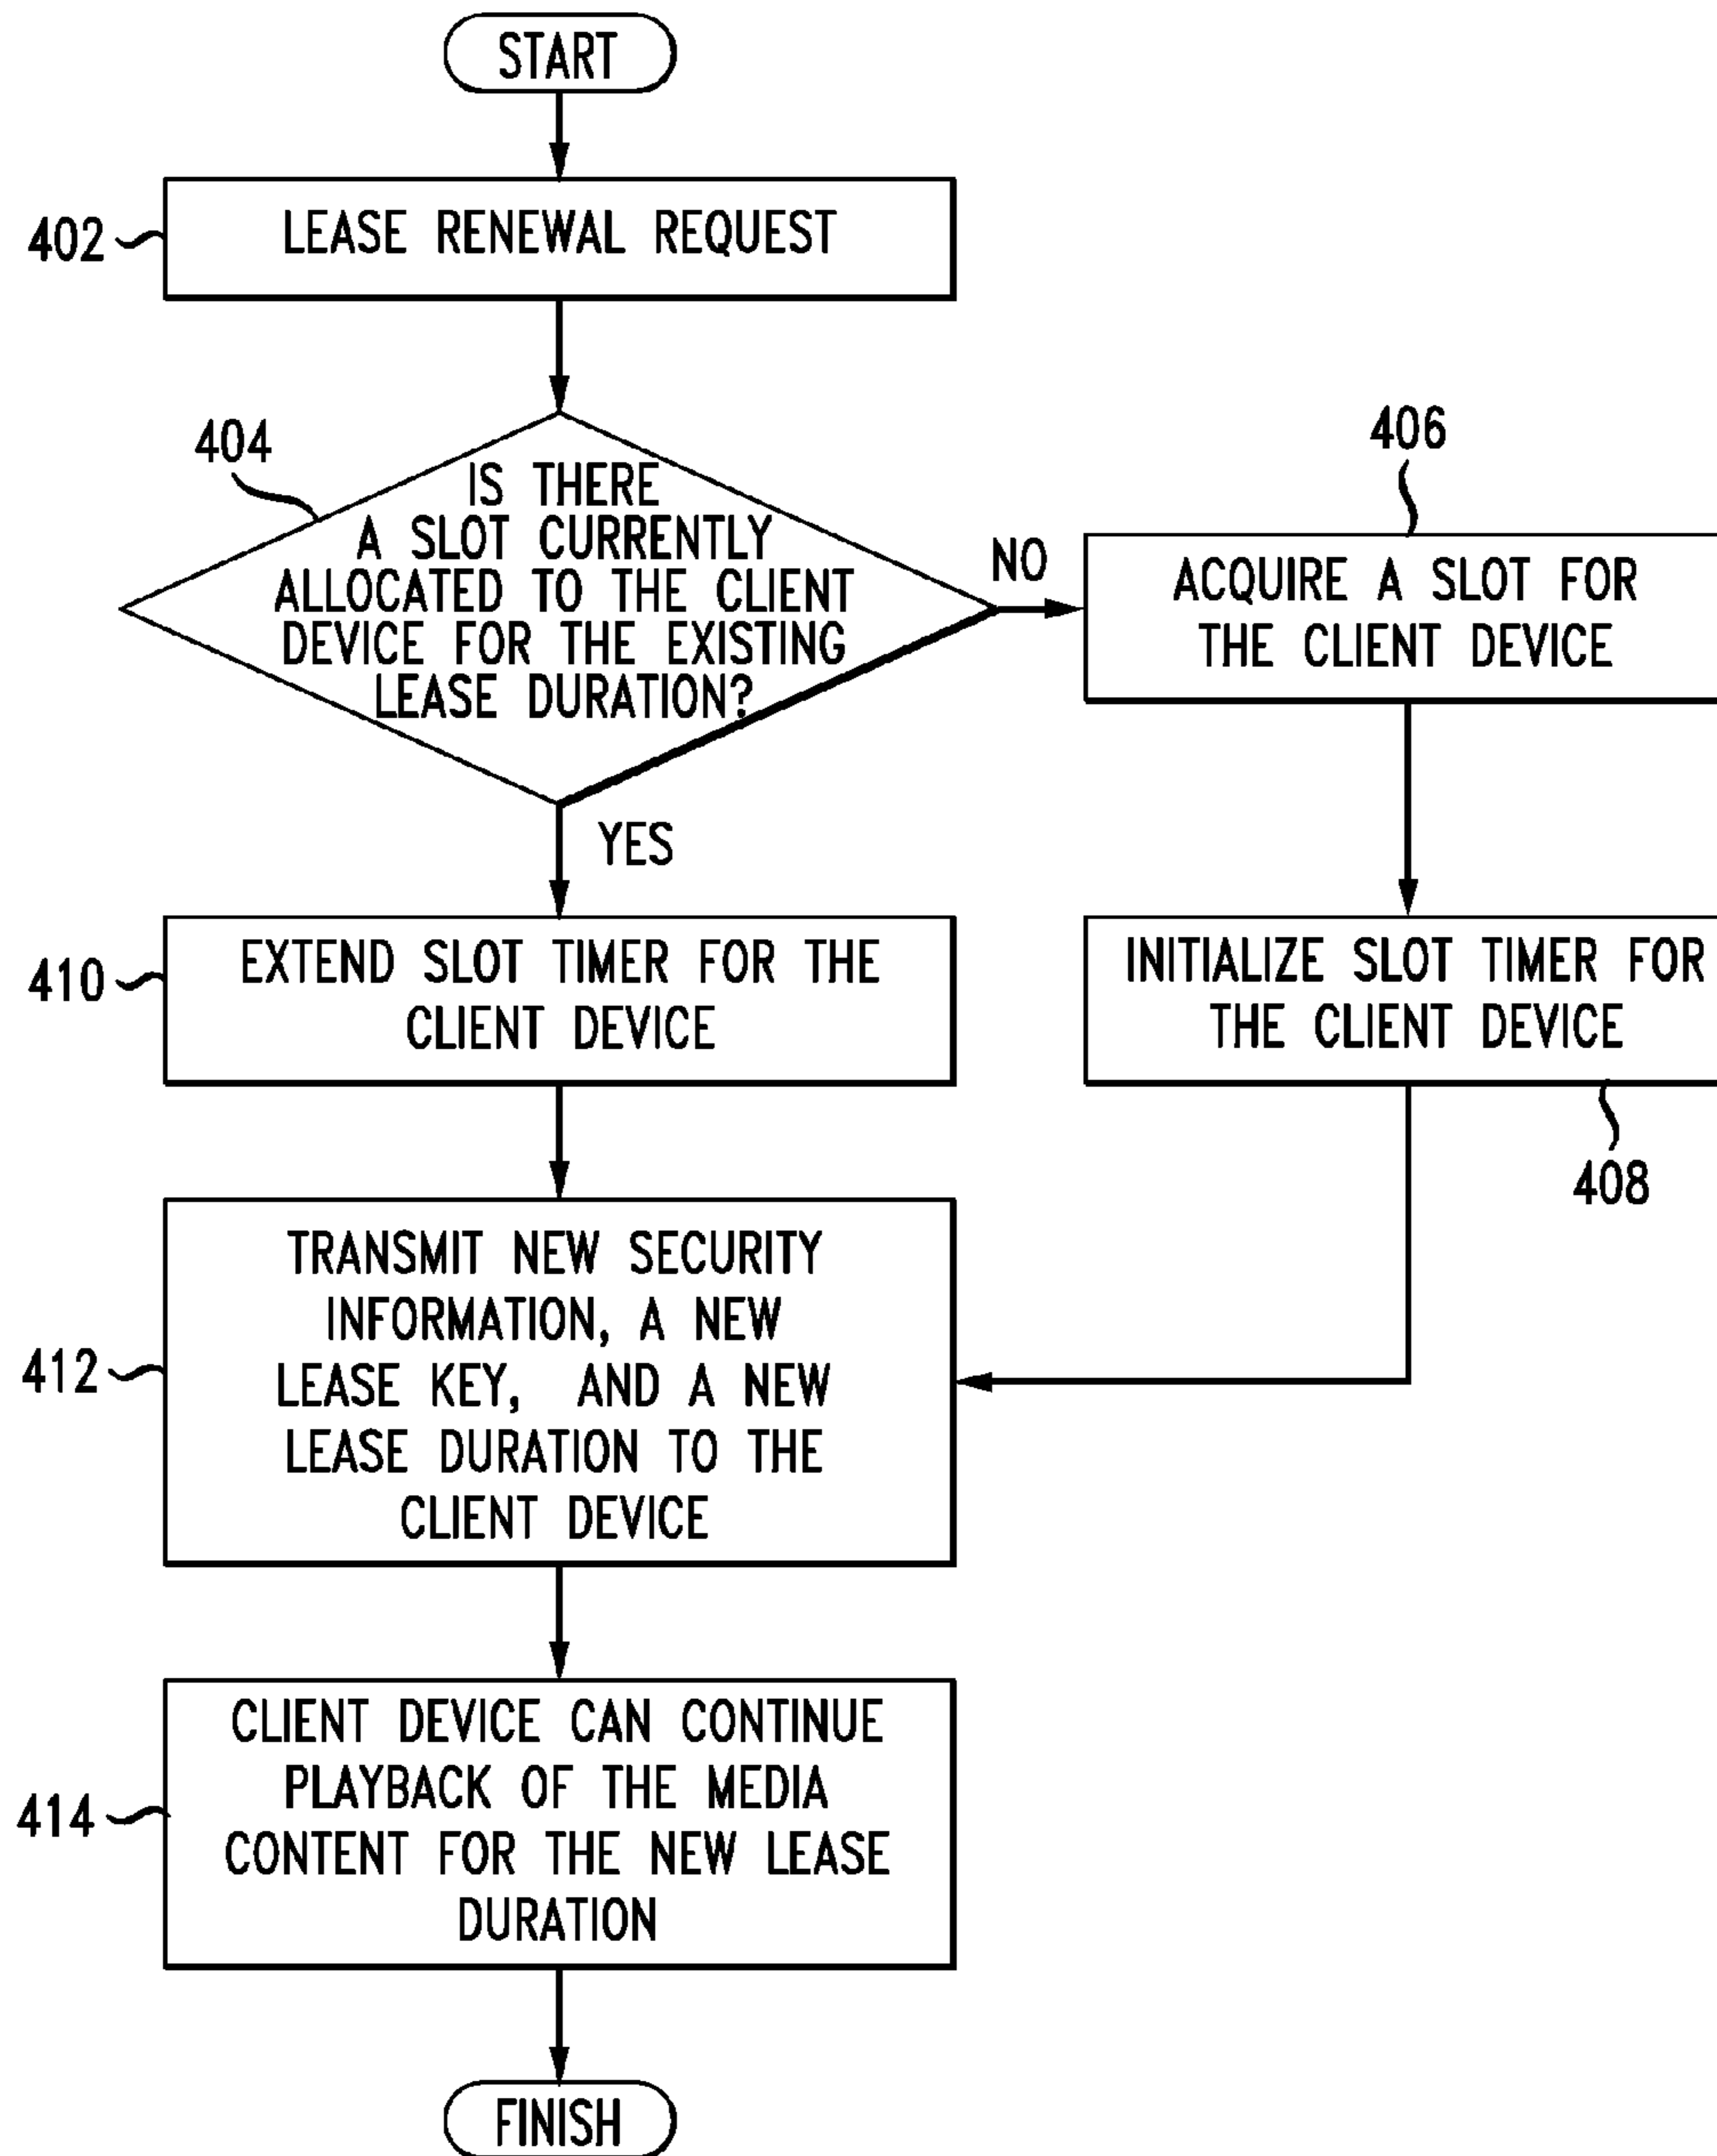 START
402
LEASE RENEWAL REQUEST
404
IS THERE
A SLOT CURRENTLY
ALLOCATED TO THE CLIENT
DEVICE FOR THE EXISTING
LEASE DURATION?
NO
YES
406
ACQUIRE A SLOT FOR
THE CLIENT DEVICE
410
EXTEND SLOT TIMER FOR THE
CLIENT DEVICE
INITIALIZE SLOT TIMER FOR
THE CLIENT DEVICE
408
412
TRANSMIT NEW SECURITY
INFORMATION, A NEW
LEASE KEY, AND A NEW
LEASE DURATION TO THE
CLIENT DEVICE
414
CLIENT DEVICE CAN CONTINUE
PLAYBACK OF THE MEDIA
CONTENT FOR THE NEW LEASE
DURATION
FINISH